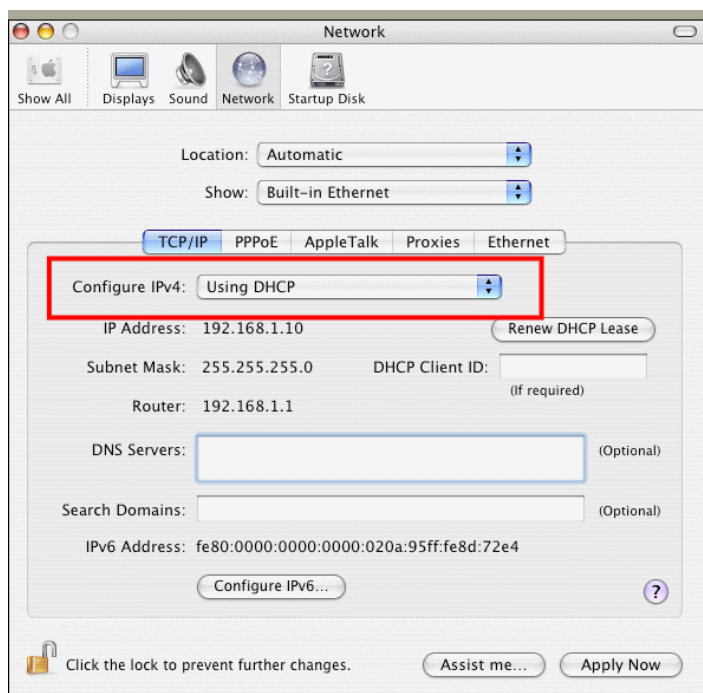 Network
Show All Displays Sound Network Startup Disk
Location: Automatic
Show: Built-in Ethernet
TCP/IP PPPoE AppleTalk Proxies Ethernet
Configure IPv4: Using DHCP
IP Address: 192.168.1.10 Renew DHCP Lease
Subnet Mask: 255.255.255.0 DHCP Client ID:
(If required)
Router: 192.168.1.1
DNS Servers: (Optional)
Search Domains: (Optional)
IPv6 Address: fe80:0000:0000:0000:020a:95ff:fe8d:72e4
Configure IPv6...
?
Click the lock to prevent further changes. Assist me... Apply Now